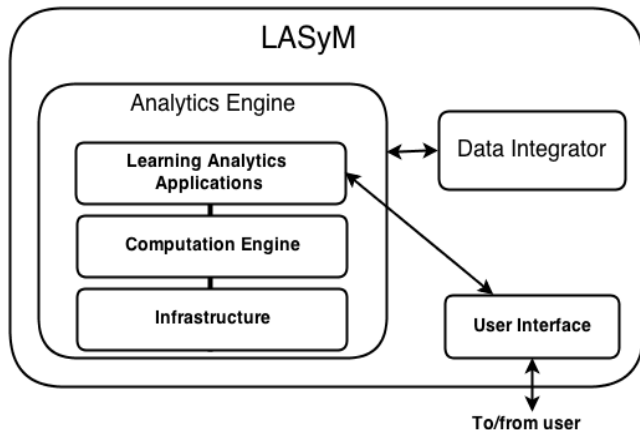 LASyM
Analytics Engine
Learning Analytics
Applications
Computation Engine
Infrastructure
Data Integrator
User Interface
To/from user